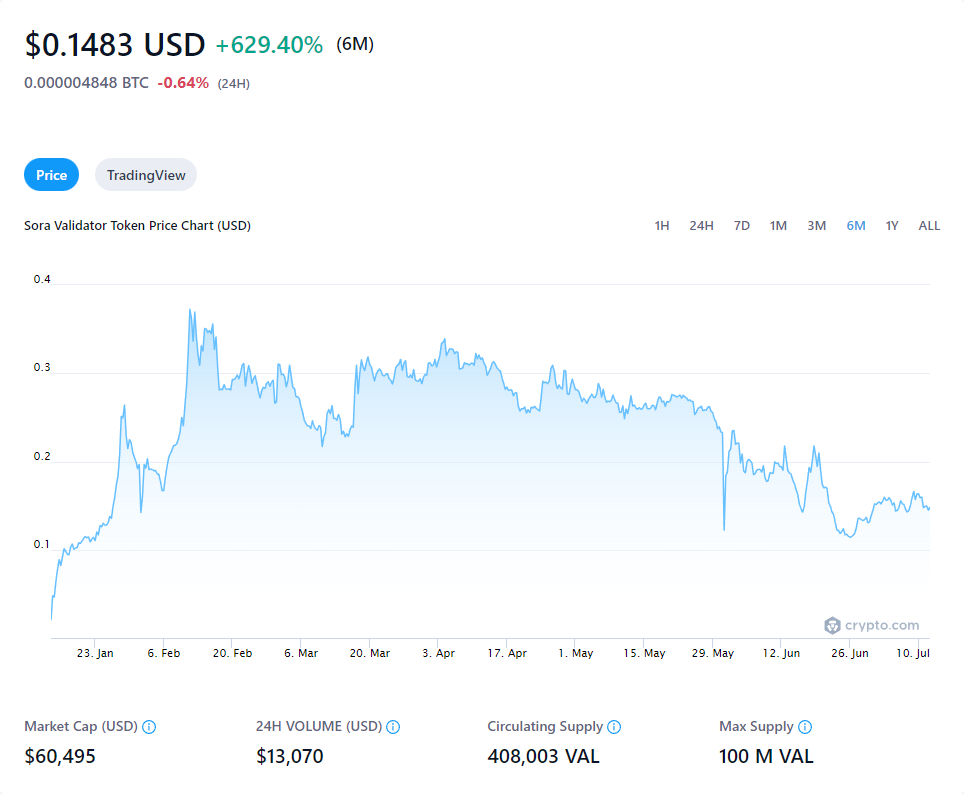 $0.1483 USD +629.40% (6M)
0.000004848 BTC -0.64% (24H)
Price TradingView
Sora Validator Token Price Chart (USD) 1H 24H 7D 1M 3M 6M 1Y ALL
0.4
0.3
0.2
0.1
crypto.com
23. Jan 6. Feb 20. Feb 6. Mar 20. Mar 3. Apr 17. Apr 1. May 15. May 29. May 12. Jun 26. Jun 10. Jul
Market Cap (USD) 24H VOLUME (USD) Circulating Supply Max Supply
$60,495 $13,070 408,003 VAL 100 M VAL